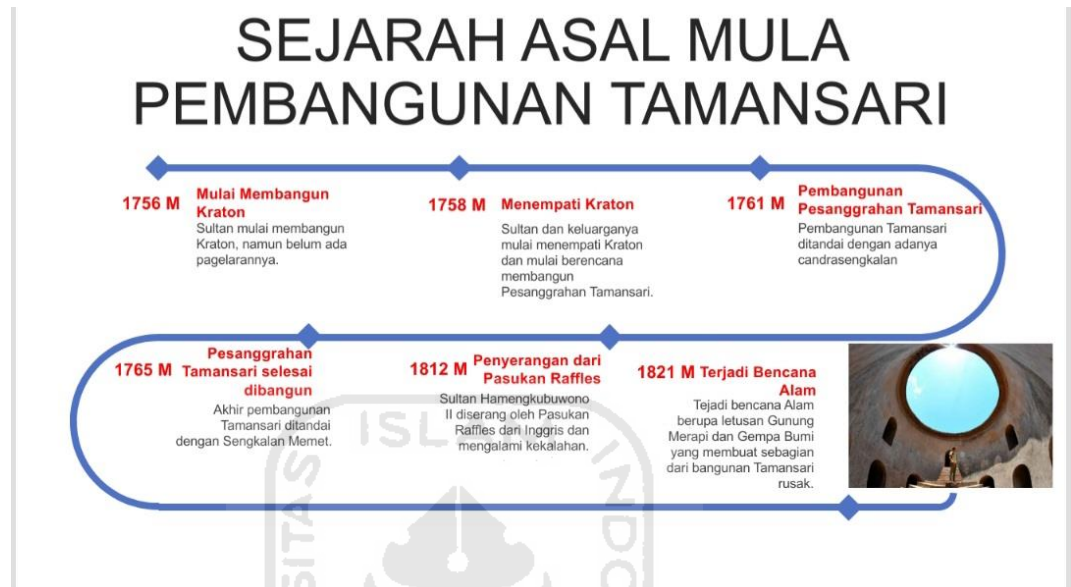 SEJARAH ASAL MULA
PEMBANGUNAN TAMANSARI
1756 M
Mulai Membangun
Kraton
Sultan mulai membangun
Kraton, namun belum ada
pagelarannya.
1758 M
Menempati Kraton
Sultan dan keluarganya
mulai menempati Kraton
dan mulai berencana
membangun
Pesanggrahan Tamansari.
1761 M
Pembangunan
Pesanggrahan Tamansari
Pembangunan Tamansari
ditandai dengan adanya
candrasengkalan
1765 M
Pesanggrahan
Tamansari selesai
dibangun
Akhir pembangunan
Tamansari ditandai
dengan Sengkalan Memet.
1812 M
Penyerangan dari
Pasukan Raffles
Sultan Hamengkubuwono
II diserang oleh Pasukan
Raffles dari Inggris dan
mengalami kekalahan.
1821 M
Terjadi Bencana
Alam
Tejadi bencana Alam
berupa letusan Gunung
Merapi dan Gempa Bumi
yang membuat sebagian
dari bangunan Tamansari
rusak.
ISLAM